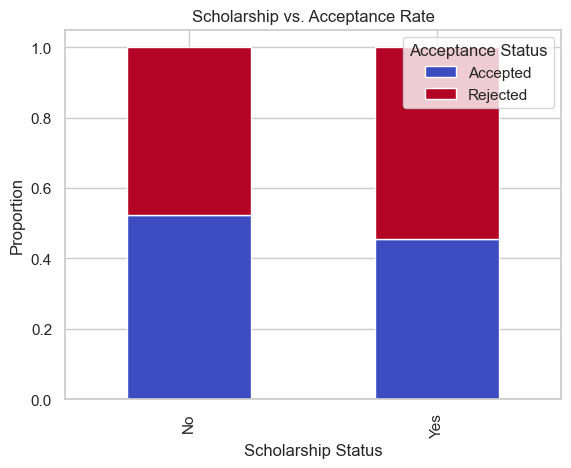 Scholarship vs. Acceptance Rate
Acceptance Status
Accepted
Rejected
Proportion
1.0
0.8
0.6
0.4
0.2
0.0
No
Yes
Scholarship Status